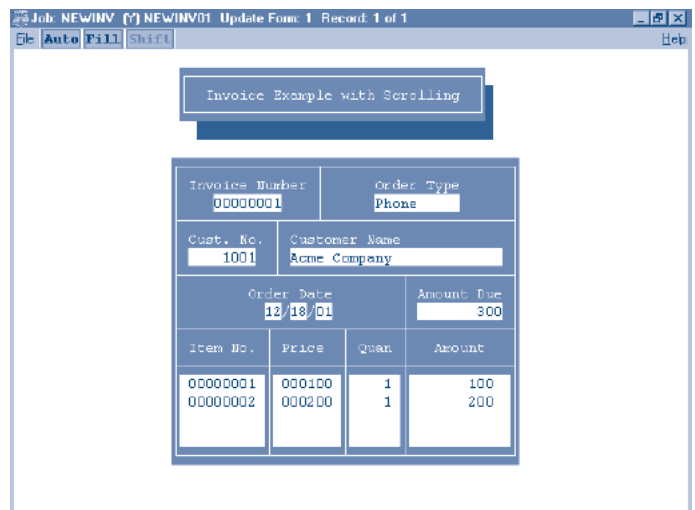 Job: NEWINV (Y) NEWINV01 Update Form: 1 Record: 1 of 1
File Auto Fill Shift Help
Invoice Example with Scrolling
Invoice Number Order Type
00000001 Phone
Cust. No. Customer Name
1001 Acme Company
Order Date Amount Due
12/18/01 300
Item No. Price Quan Amount
00000001 000100 1 100
00000002 000200 1 200